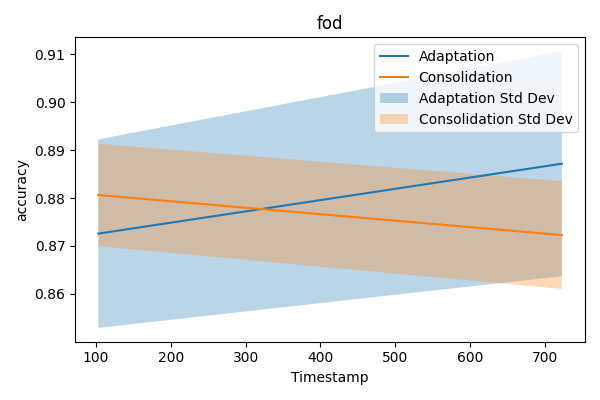 fod
Adaptation
Consolidation
Adaptation Std Dev
Consolidation Std Dev
accuracy
0.91
0.90
0.89
0.88
0.87
0.86
100 200 300 400 500 600 700
Timestamp